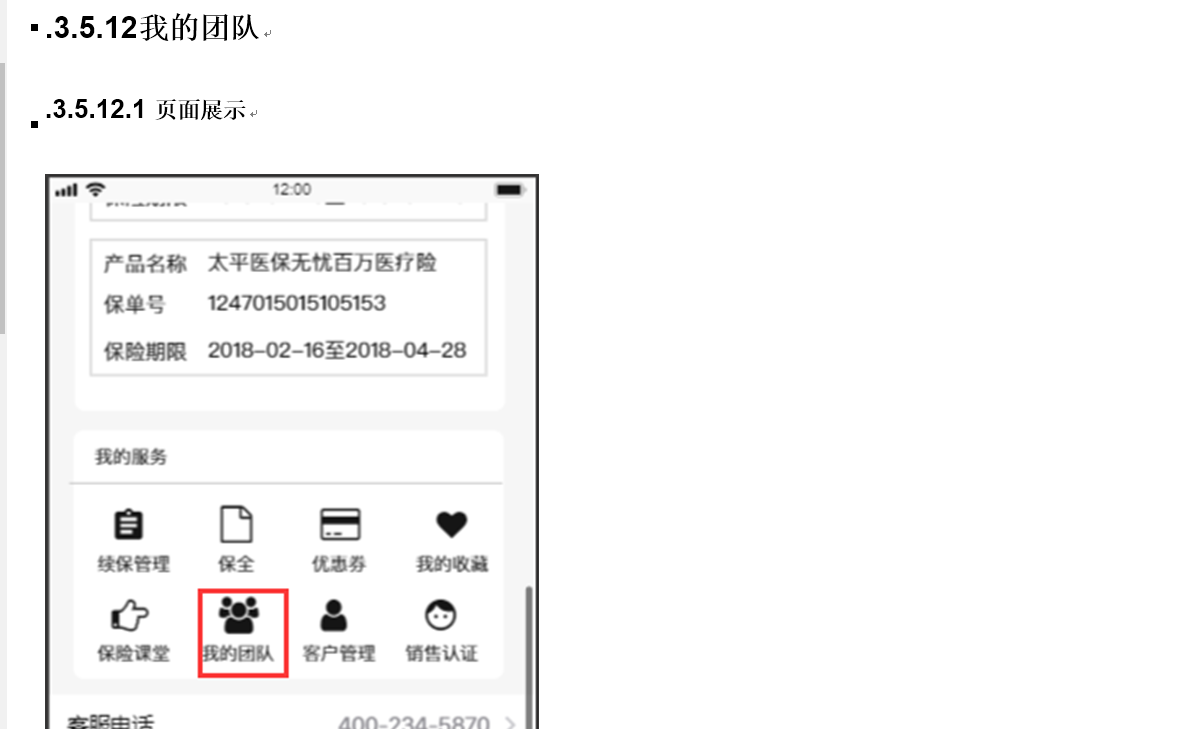 .3.5.12我的团队
.3.5.12.1 页面展示
12:00
产品名称 太平医保无忧百万医疗险
保单号 1247015015105153
保险期限 2018-02-16至2018-04-28
我的服务
续保管理 保全 优惠券 我的收藏
保险课堂 我的团队 客户管理 销售认证
客服电话 400-234-5870